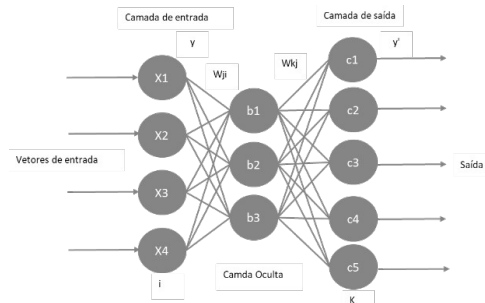 Camada de entrada
Camada de saída
y
y'
Wji
Wkj
X1
X2
X3
X4
b1
b2
b3
c1
c2
c3
c4
c5
Vetores de entrada
Saída
i
Camda Oculta
K